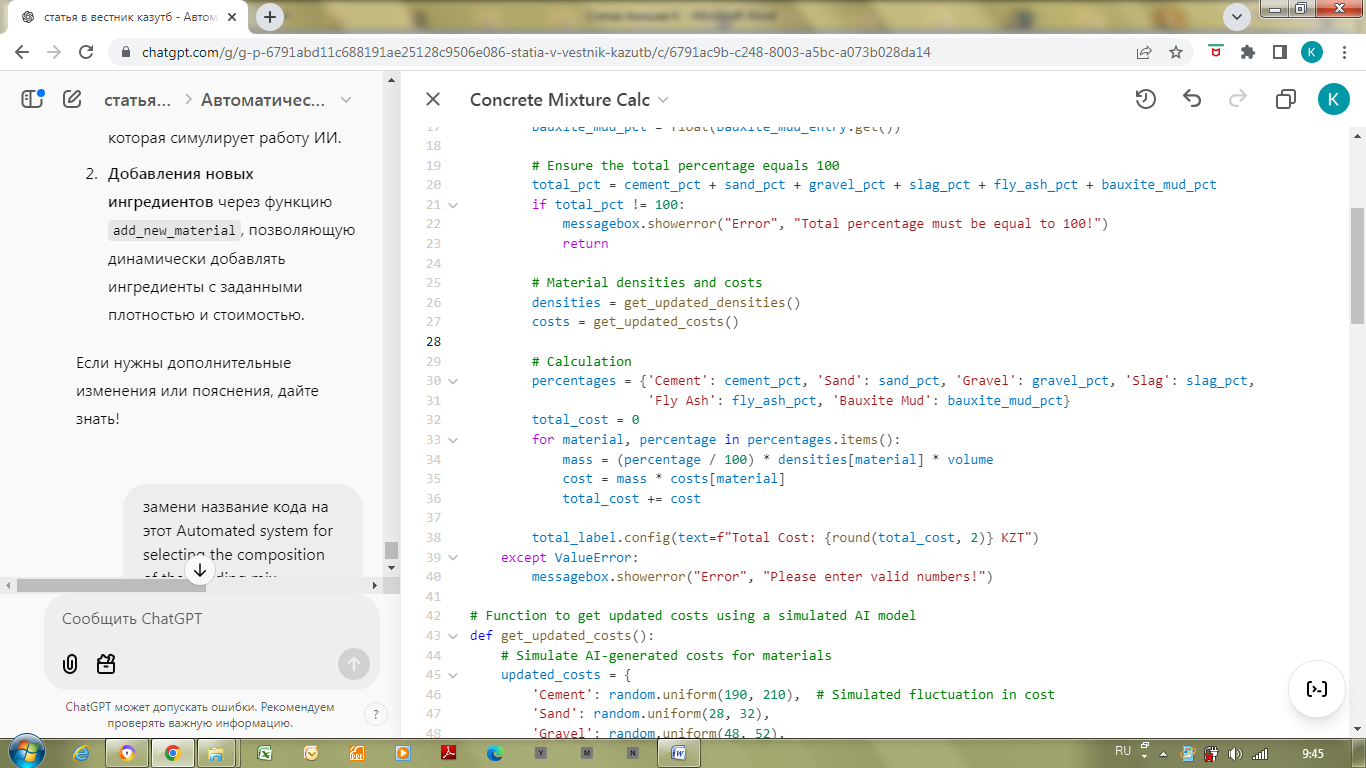 статья в вестник казутб - Автом
chatgpt.com/g/g-p-6791abd11c688191ae25128c9506e086-statia-v-vestnik-kazutb/c/6791ac9b-c248-8003-a5bc-a073b028da14
K
статья... > Автоматичес...
которая симулирует работу ИИ.
2. Добавления новых
ингредиентов через функцию
add_new_material, позволяющую
динамически добавлять
ингредиенты с заданными
плотностью и стоимостью.
Если нужны дополнительные
изменения или пояснения, дайте
знать!
замени название кода на
этот Automated system for
selecting the composition
Сообщить ChatGPT
ChatGPT может допускать ошибки. Рекомендуем
проверять важную информацию.
?
Concrete Mixture Calc
K
17 bauxite_mud_pct = float(bauxite_mud_entry.get())
18
19 # Ensure the total percentage equals 100
20 total_pct = cement_pct + sand_pct + gravel_pct + slag_pct + fly_ash_pct + bauxite_mud_pct
21 if total_pct != 100:
22 messagebox.showerror("Error", "Total percentage must be equal to 100!")
23 return
24
25 # Material densities and costs
26 densities = get_updated_densities()
27 costs = get_updated_costs()
28
29 # Calculation
30 percentages = {'Cement': cement_pct, 'Sand': sand_pct, 'Gravel': gravel_pct, 'Slag': slag_pct,
31 'Fly Ash': fly_ash_pct, 'Bauxite Mud': bauxite_mud_pct}
32 total_cost = 0
33 for material, percentage in percentages.items():
34 mass = (percentage / 100) * densities[material] * volume
35 cost = mass * costs[material]
36 total_cost += cost
37
38 total_label.config(text=f"Total Cost: {round(total_cost, 2)} KZT")
39 except ValueError:
40 messagebox.showerror("Error", "Please enter valid numbers!")
41
42 # Function to get updated costs using a simulated AI model
43 def get_updated_costs():
44 # Simulate AI-generated costs for materials
45 updated_costs = {
46 'Cement': random.uniform(190, 210),  # Simulated fluctuation in cost
47 'Sand': random.uniform(28, 32),
48 'Gravel': random.uniform(48, 52),
Y
M
N
RU
9:45